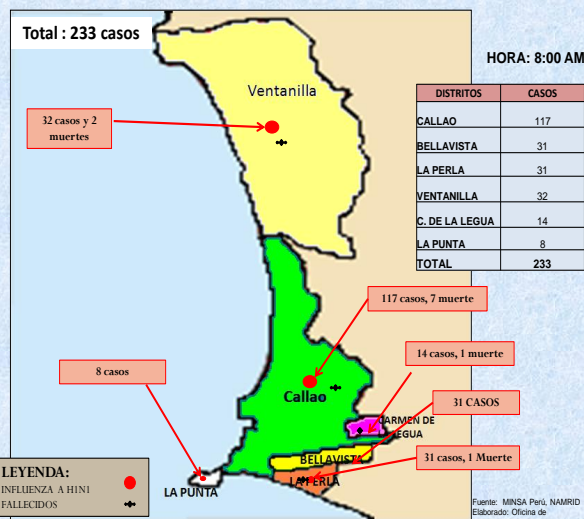 Total : 233 casos
HORA: 8:00 AM
Ventanilla
32 casos y 2
muertes
DISTRITOS CASOS
CALLAO 117
BELLAVISTA 31
LA PERLA 31
VENTANILLA 32
C. DE LA LEGUA 14
LA PUNTA 8
TOTAL 233
117 casos, 7 muerte
14 casos, 1 muerte
8 casos
Callao
31 CASOS
CARMEN DE
EGUA
BELLAVISTA
31 casos, 1 Muerte
LA PERLA
LA PUNTA
LEYENDA:
INFLUENZA A H1N1
FALLECIDOS
Fuente: MINSA Perú, NAMRID
Elaborado: Oficina de